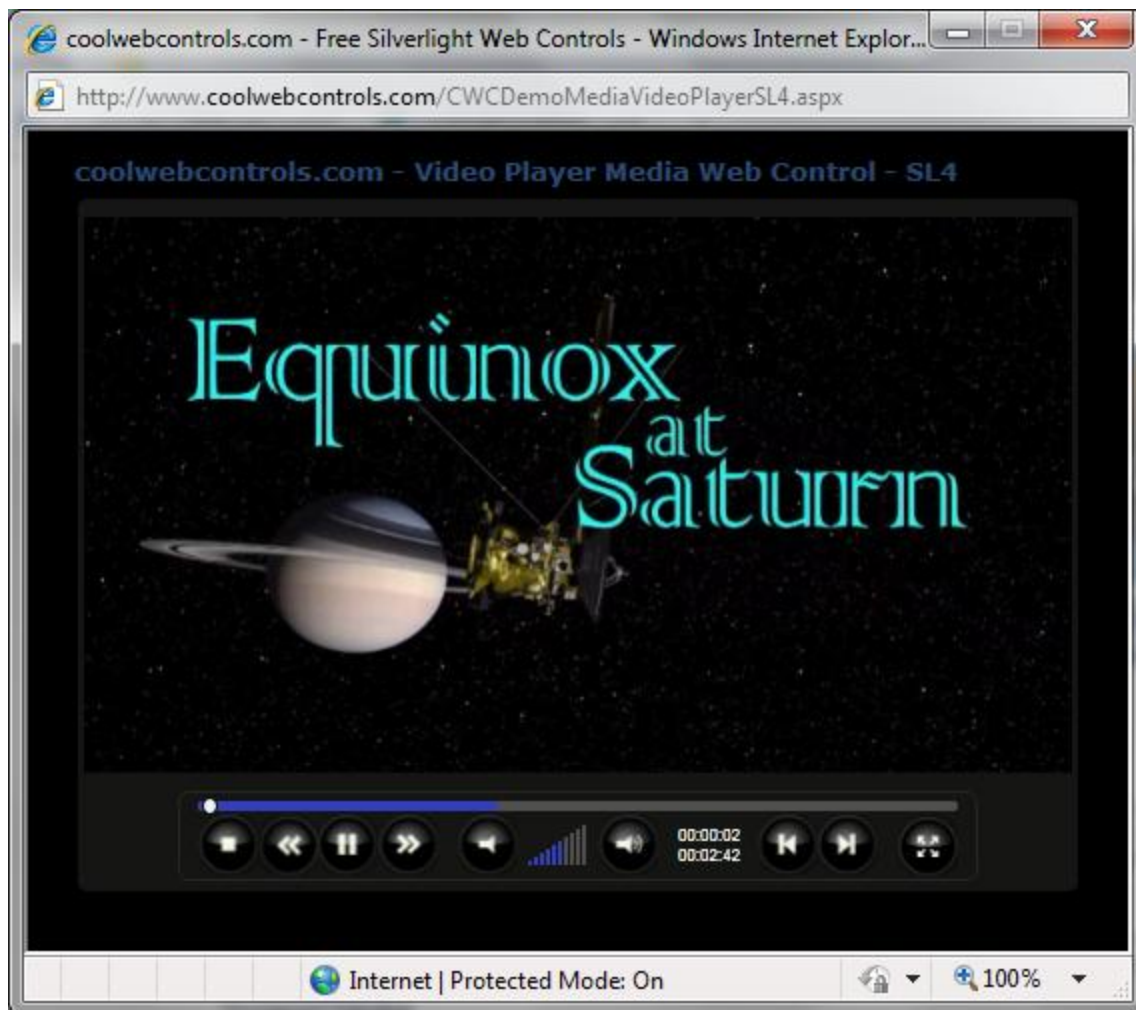 coolwebcontrols.com - Free Silverlight Web Controls - Windows Internet Explor...
http://www.coolwebcontrols.com/CWCDemoMediaVideoPlayerSL4.aspx
coolwebcontrols.com - Video Player Media Web Control - SL4
Equinox
at
Saturn
00:00:02
00:02:42
Internet | Protected Mode: On
100%